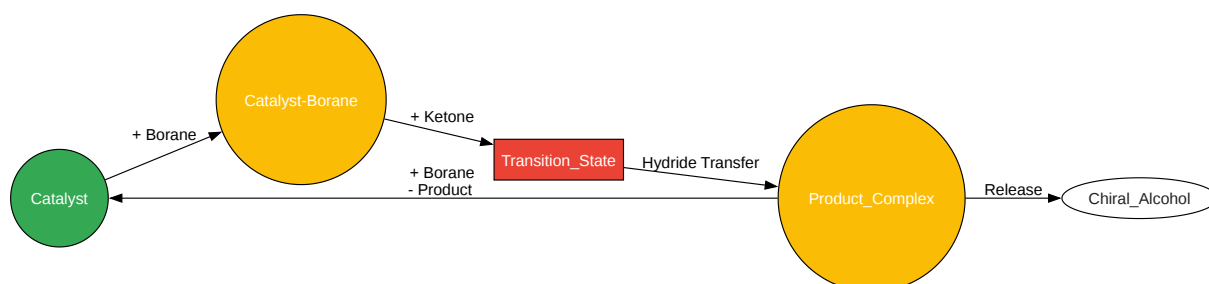 Catalyst-Borane
+ Borane
+ Ketone
Transition_State
Hydride Transfer
+ Borane
- Product
Catalyst
Product_Complex
Release
Chiral_Alcohol